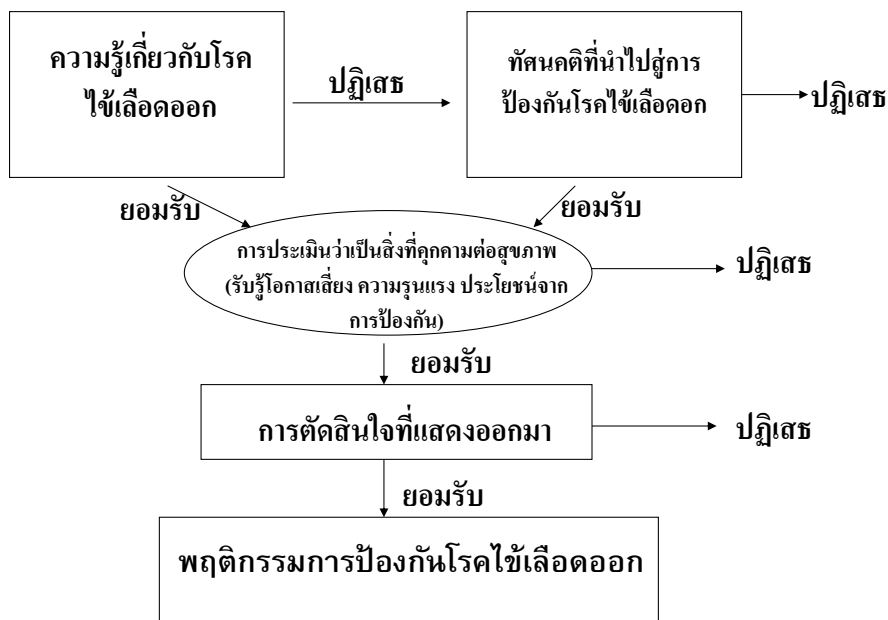 ความรู้เกี่ยวกับโรค
ไข้เลือดออก
ปฏิเสธ
ทัศนคติที่นำไปสู่การ
ป้องกันโรคไข้เลือดอก
ปฏิเสธ
ยอมรับ
ยอมรับ
การประเมินว่าเป็นสิ่งที่คุกคามต่อสุขภาพ
(รับรู้โอกาสเสี่ยง ความรุนแรง ประโยชน์จาก
การป้องกัน)
ปฏิเสธ
ยอมรับ
การตัดสินใจที่แสดงออกมา
ปฏิเสธ
ยอมรับ
พฤติกรรมการป้องกันโรคไข้เลือดออก